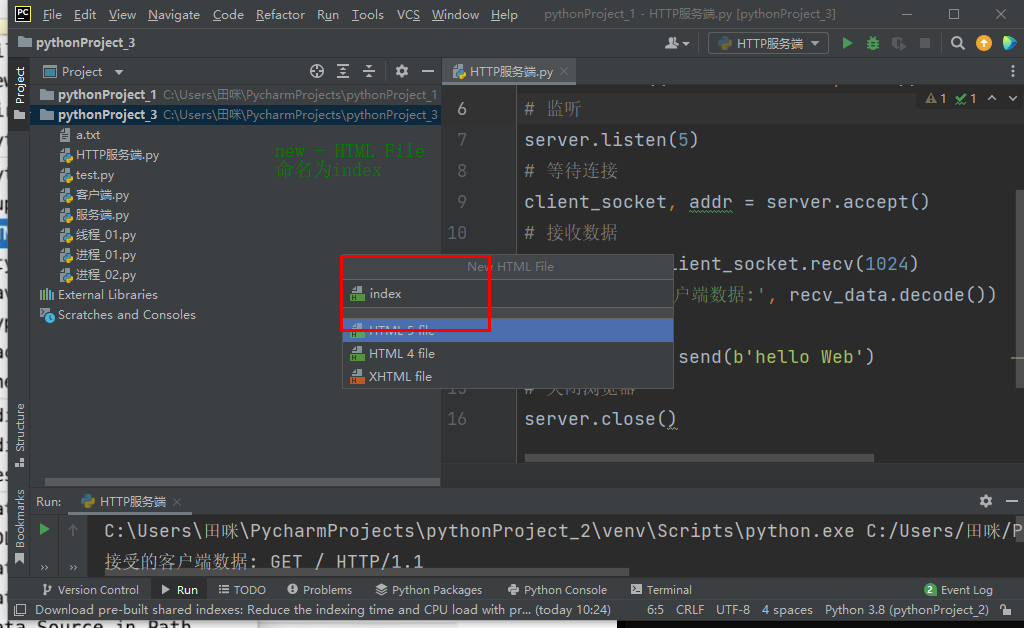 PC File Edit View Navigate Code Refactor Run Tools VCS Window Help pythonProject_1 - HTTP服务端.py [pythonProject_3]
pythonProject_3
HTTP服务端
Project
Project
HTTP服务端.py
pythonProject_1 C:\Users\田咪\PycharmProjects\pythonProject_1
pythonProject_3 C:\Users\田咪\PycharmProjects\pythonProject_3
a.txt
HTTP服务端.py
test.py
客户端.py
服务端.py
线程_01.py
进程_01.py
进程_02.py
External Libraries
Scratches and Consoles
new - HTML File
命名为index
1 1
6 # 监听
7 server.listen(5)
8 # 等待连接
9 client_socket, addr = server.accept()
10 # 接收数据
lient_socket.recv(1024)
户端数据:', recv_data.decode())
send(b'hello Web')
15 # 关闭浏览器
16 server.close()
New HTML File
index
HTML 5 file
HTML 4 file
XHTML file
Structure
Bookmarks
Run: HTTP服务端
C:\Users\田咪\PycharmProjects\pythonProject_2\venv\Scripts\python.exe C:/Users/田咪/P
接受的客户端数据: GET / HTTP/1.1
Version Control Run TODO Problems Python Packages Python Console Terminal 2 Event Log
Download pre-built shared indexes: Reduce the indexing time and CPU load with pr... (today 10:24) 6:5 CRLF UTF-8 4 spaces Python 3.8 (pythonProject_2)